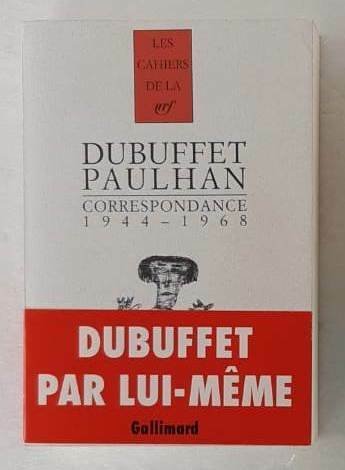 LES
CAHIERS
DE LA
nrf
DUBUFFET
PAULHAN
CORRESPONDANCE
1944-1968
DUBUFFET
PAR LUI-MÊME
Gallimard